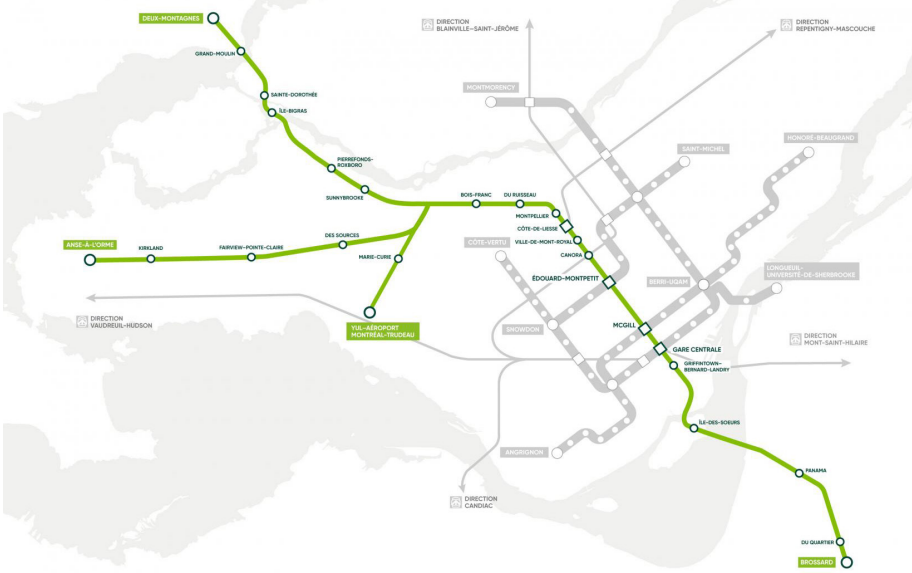 DEUX-MONTAGNES
DIRECTION
BLAINVILLE–SAINT-JÉRÔME
DIRECTION
REPENTIGNY-MASCOUCHE
GRAND-MOULIN
MONTMORENCY
SAINTE-DOROTHÉE
ÎLE-BIGRAS
HONORÉ-BEAUGRAND
SAINT-MICHEL
PIERREFONDS-
ROXBORO
SUNNYBROOKE
BOIS-FRANC
DU RUISSEAU
MONTPELLIER
CÔTE-DE-LIESSE
DES SOURCES
VILLE-DE-MONT-ROYAL
CÔTE-VERTU
ANSE-À-L'ORME
KIRKLAND
FAIRVIEW–POINTE-CLAIRE
MARIE-CURIE
CANORA
LONGUEUIL–
UNIVERSITÉ-DE-SHERBROOKE
ÉDOUARD-MONTPETIT
BERRI-UQAM
DIRECTION
VAUDREUIL-HUDSON
YUL–AÉROPORT
MONTRÉAL-TRUDEAU
SNOWDON
MCGILL
DIRECTION
MONT-SAINT-HILAIRE
GARE CENTRALE
GRIFFINTOWN–
BERNARD-LANDRY
ÎLE-DES-SOEURS
ANGRIGNON
PANAMA
DIRECTION
CANDIAC
DU QUARTIER
BROSSARD